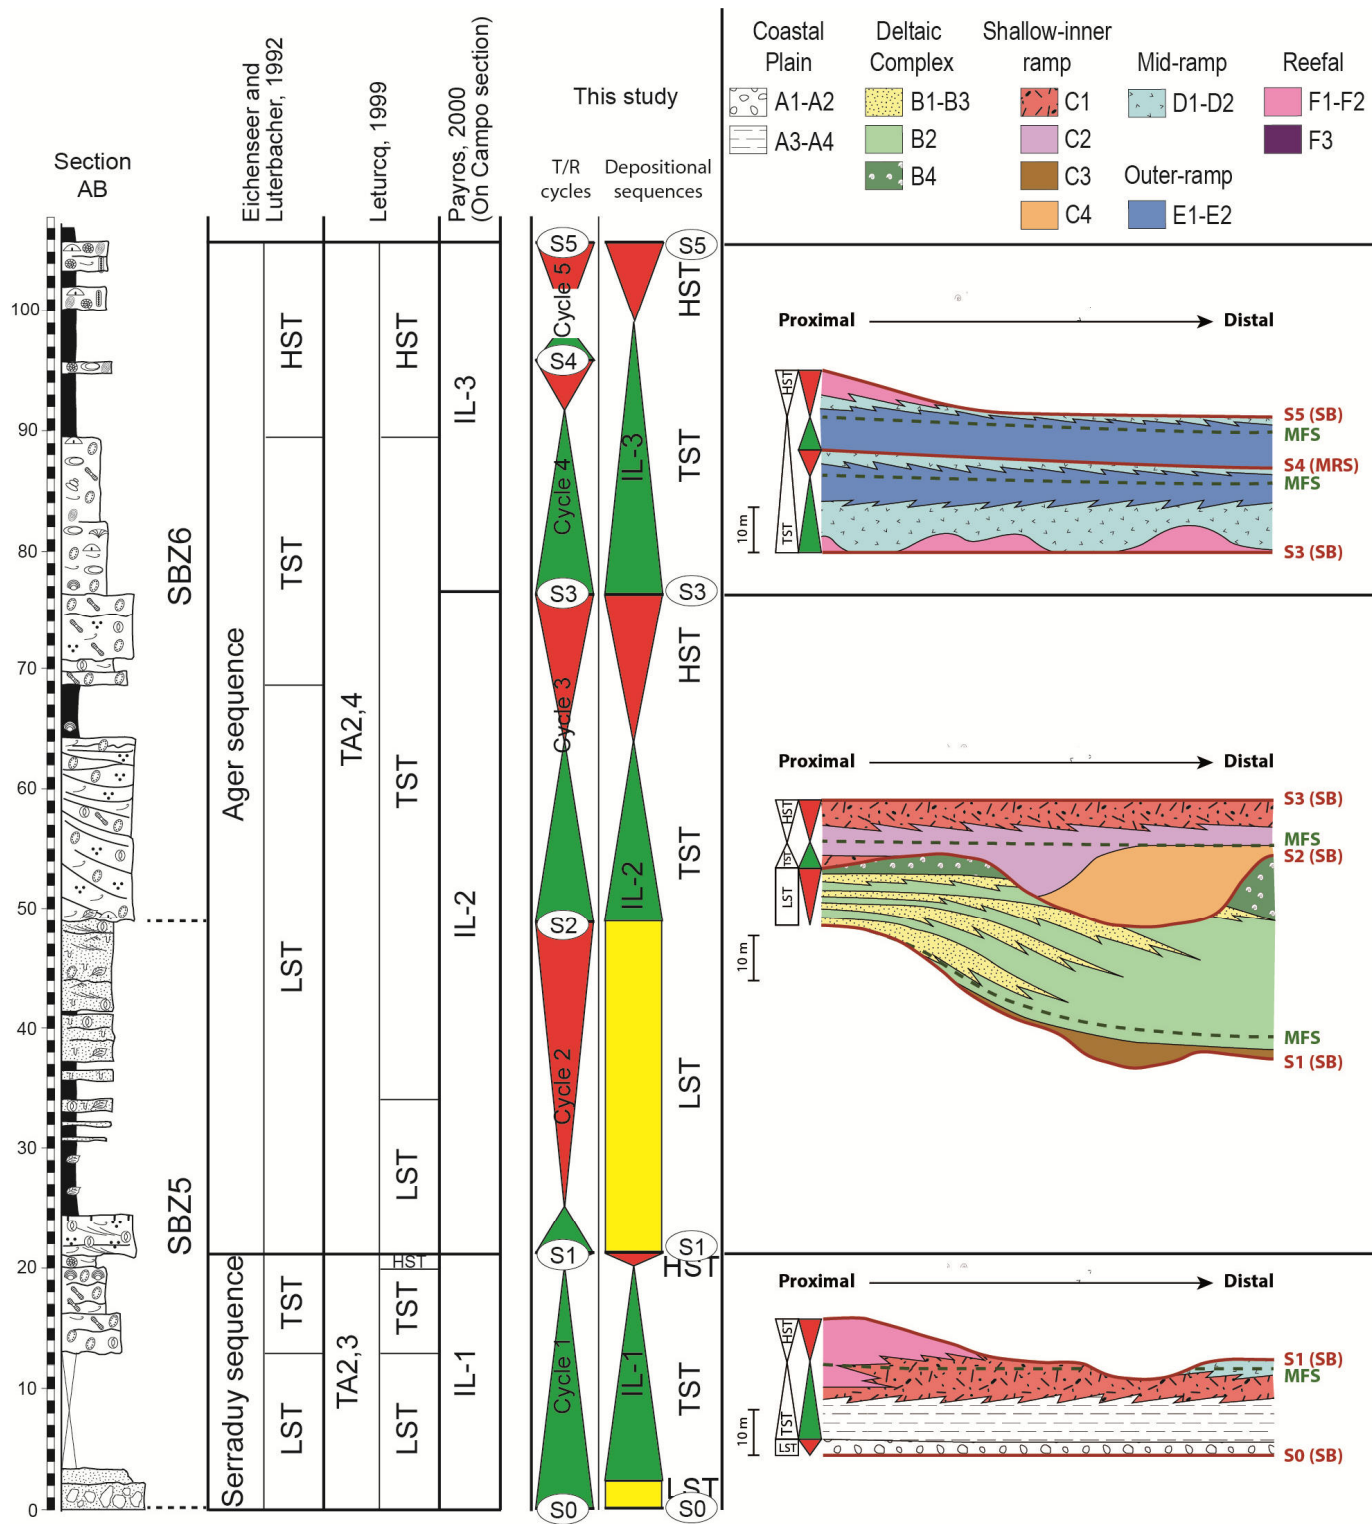 Coastal
Plain
A1-A2
A3-A4
Deltaic
Complex
B1-B3
B2
B4
Shallow-inner
ramp
C1
C2
C3
C4
Mid-ramp
D1-D2
Outer-ramp
E1-E2
Reefal
F1-F2
F3
Section
AB
Eichenseer and
Luterbacher, 1992
Leturcq, 1999
Payros, 2000
(On Campo section)
This study
T/R
cycles
Depositional
sequences
100
90
80
70
60
50
40
30
20
10
0
SBZ6
SBZ5
Ager sequence
Serraduy sequence
HST
TST
LST
TST
LST
TA2,4
TA2,3
HST
TST
LST
HST
TST
LST
IL-3
IL-2
IL-1
S5
Cycle 5
S4
Cycle 4
S3
Cycle 3
S2
Cycle 2
S1
Cycle 1
S0
IL-3
IL-2
IL-1
S5
HST
TST
S3
HST
TST
LST
S1
HST
TST
LST
S0
Proximal
Distal
HST
TST
10 m
S5 (SB)
MFS
S4 (MRS)
MFS
S3 (SB)
Proximal
Distal
HST
TST
LST
10 m
S3 (SB)
MFS
S2 (SB)
MFS
S1 (SB)
Proximal
Distal
HST
TST
LST
10 m
S1 (SB)
MFS
S0 (SB)